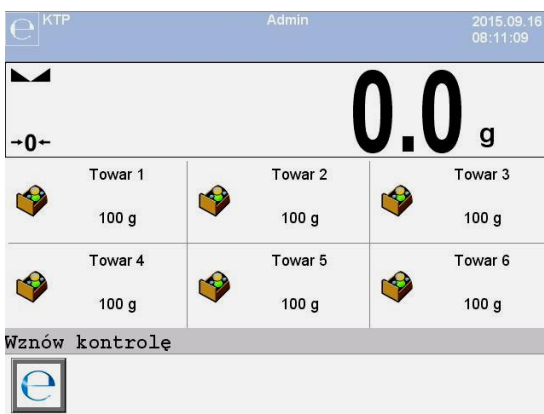 e KTP Admin 2015.09.16
08:11:09
→0← 0.0 g
Towar 1 Towar 2 Towar 3
100 g 100 g 100 g
Towar 4 Towar 5 Towar 6
100 g 100 g 100 g
Wznów kontrolę
e